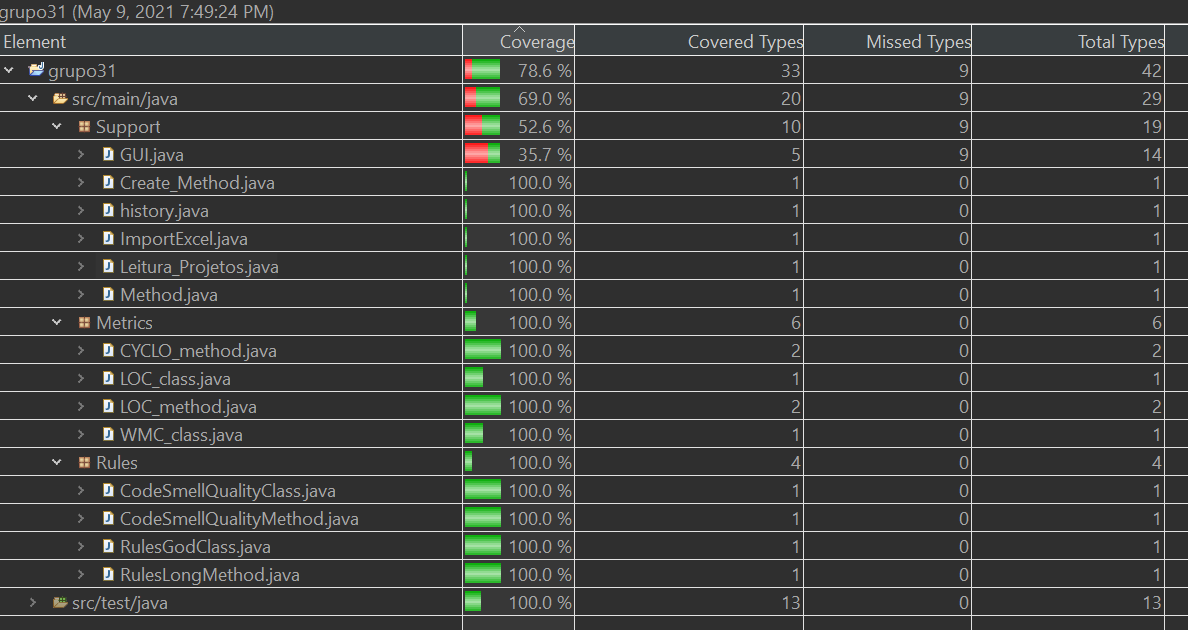 grupo31 (May 9, 2021 7:49:24 PM)
Element Coverage Covered Types Missed Types Total Types
grupo31 78.6 % 33 9 42
src/main/java 69.0 % 20 9 29
Support 52.6 % 10 9 19
GUI.java 35.7 % 5 9 14
Create_Method.java 100.0 % 1 0 1
history.java 100.0 % 1 0 1
ImportExcel.java 100.0 % 1 0 1
Leitura_Projetos.java 100.0 % 1 0 1
Method.java 100.0 % 1 0 1
Metrics 100.0 % 6 0 6
CYCLO_method.java 100.0 % 2 0 2
LOC_class.java 100.0 % 1 0 1
LOC_method.java 100.0 % 2 0 2
WMC_class.java 100.0 % 1 0 1
Rules 100.0 % 4 0 4
CodeSmellQualityClass.java 100.0 % 1 0 1
CodeSmellQualityMethod.java 100.0 % 1 0 1
RulesGodClass.java 100.0 % 1 0 1
RulesLongMethod.java 100.0 % 1 0 1
src/test/java 100.0 % 13 0 13